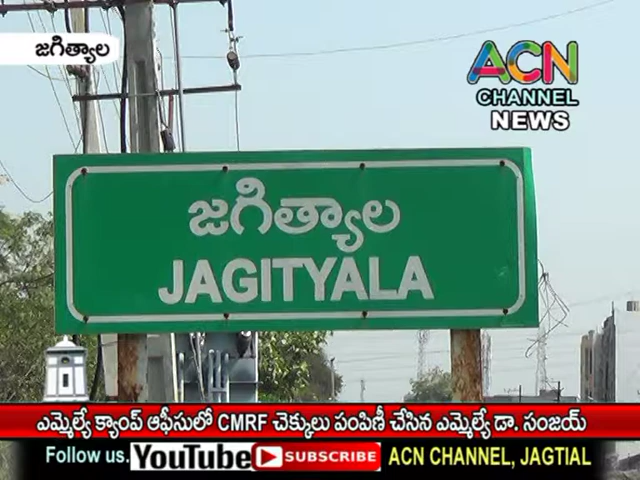 జగిత్యాల
ACN
CHANNEL
NEWS
జగిత్యాల
JAGITYALA
ఎమ్మెల్యే క్యాంప్ ఆఫీసులో CMRF చెక్కులు పంపిణీ చేసిన ఎమ్మెల్యే డా. సంజయ్
Follow us. YouTube SUBSCRIBE ACN CHANNEL, JAGTIAL